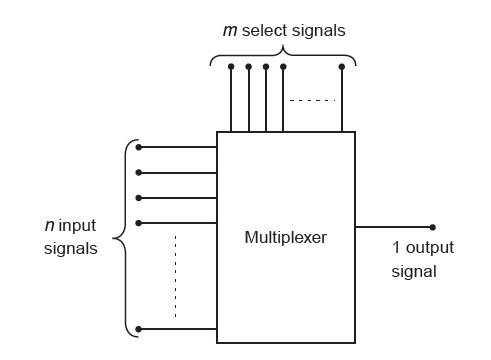 m select signals
n input
signals
Multiplexer
1 output
signal